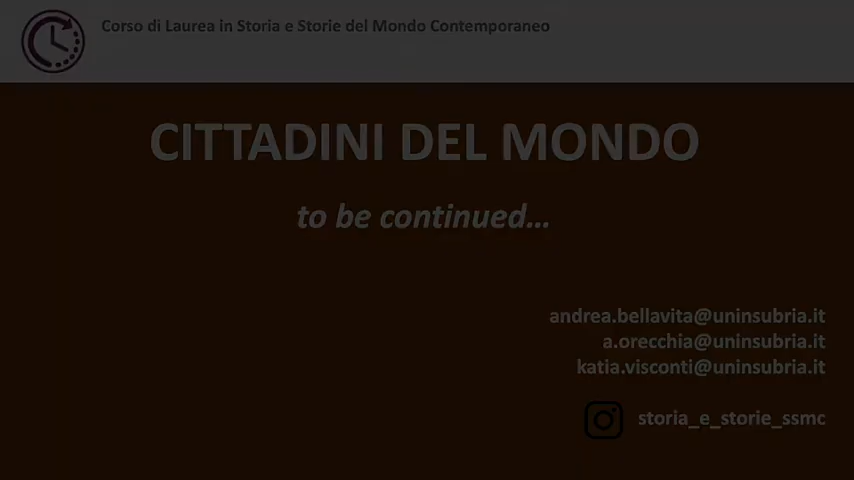 Corso di Laurea in Storia e Storie del Mondo Contemporaneo
CITTADINI DEL MONDO
to be continued...
andrea.bellavita@uninsubria.it
a.orecchia@uninsubria.it
katia.visconti@uninsubria.it
storia_e_storie_ssmc